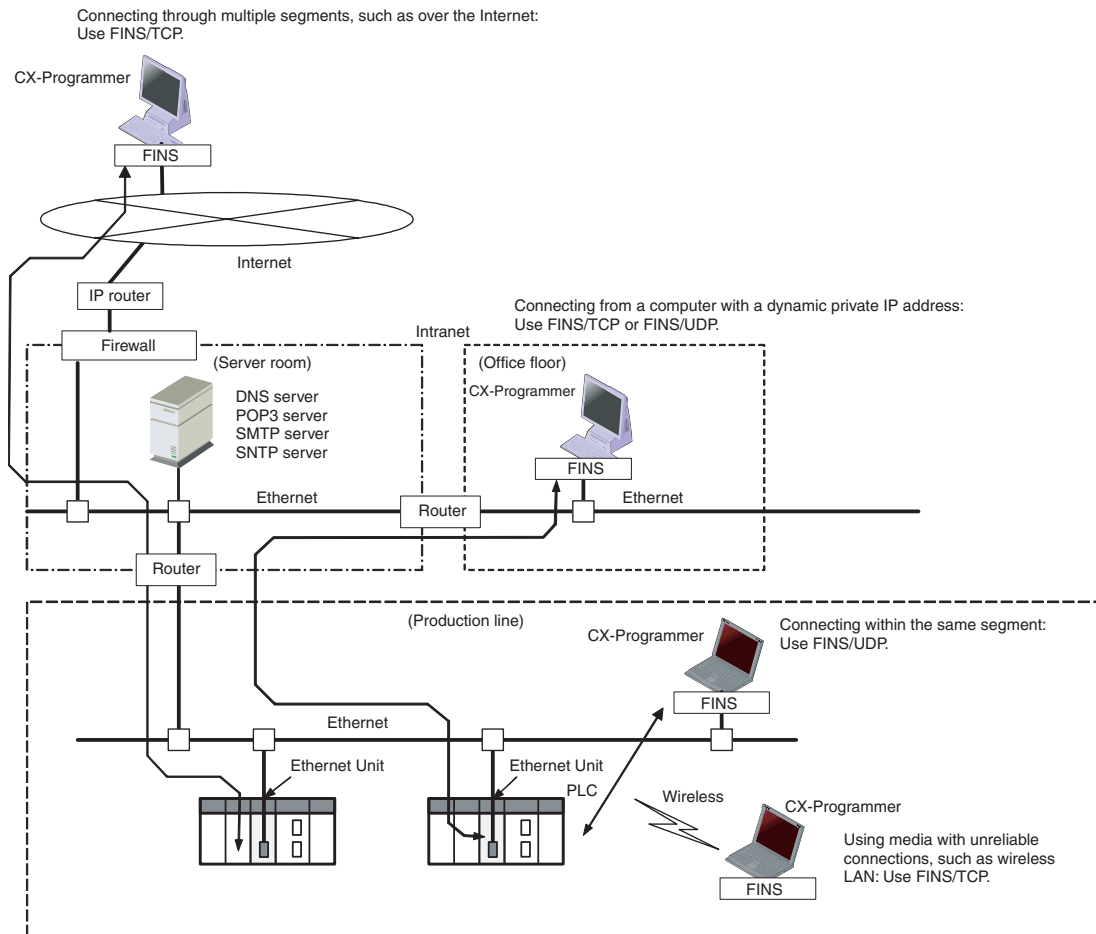 Connecting through multiple segments, such as over the Internet:
Use FINS/TCP.
CX-Programmer
FINS
Internet
IP router
Connecting from a computer with a dynamic private IP address:
Use FINS/TCP or FINS/UDP.
Intranet
Firewall
(Server room)
(Office floor)
CX-Programmer
DNS server
POP3 server
SMTP server
SNTP server
FINS
Ethernet
Router
Ethernet
Router
(Production line)
CX-Programmer
Connecting within the same segment:
Use FINS/UDP.
FINS
Ethernet
Ethernet Unit
Ethernet Unit
PLC
Wireless
CX-Programmer
Using media with unreliable
connections, such as wireless
LAN: Use FINS/TCP.
FINS